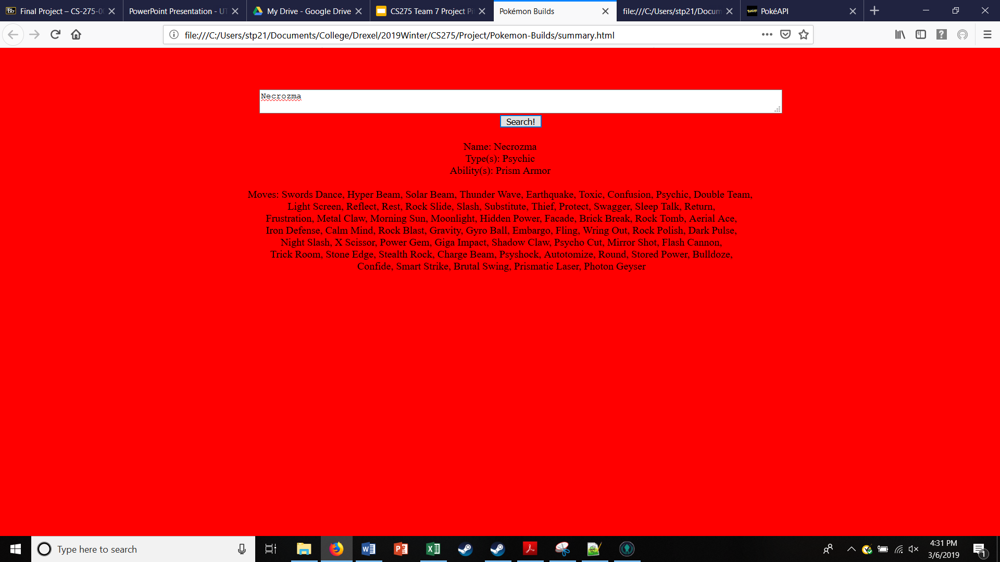 Final Project – CS-275-0
PowerPoint Presentation - UT
My Drive - Google Drive
CS275 Team 7 Project Pi
Pokémon Builds
file:///C:/Users/stp21/Docum
PokéAPI
file:///C:/Users/stp21/Documents/College/Drexel/2019Winter/CS275/Project/Pokemon-Builds/summary.html
Necrozma
Search!
Name: Necrozma
Type(s): Psychic
Ability(s): Prism Armor
Moves: Swords Dance, Hyper Beam, Solar Beam, Thunder Wave, Earthquake, Toxic, Confusion, Psychic, Double Team,
Light Screen, Reflect, Rest, Rock Slide, Slash, Substitute, Thief, Protect, Swagger, Sleep Talk, Return,
Frustration, Metal Claw, Morning Sun, Moonlight, Hidden Power, Facade, Brick Break, Rock Tomb, Aerial Ace,
Iron Defense, Calm Mind, Rock Blast, Gravity, Gyro Ball, Embargo, Fling, Wring Out, Rock Polish, Dark Pulse,
Night Slash, X Scissor, Power Gem, Giga Impact, Shadow Claw, Psycho Cut, Mirror Shot, Flash Cannon,
Trick Room, Stone Edge, Stealth Rock, Charge Beam, Psyshock, Autotomize, Round, Stored Power, Bulldoze,
Confide, Smart Strike, Brutal Swing, Prismatic Laser, Photon Geyser
Type here to search
4:31 PM
3/6/2019
1